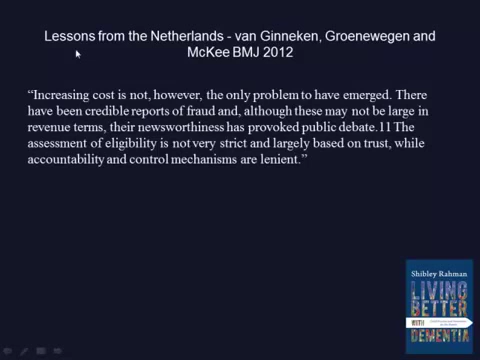 Lessons from the Netherlands - van Ginneken, Groenewegen and
McKee BMJ 2012
“Increasing cost is not, however, the only problem to have emerged. There
have been credible reports of fraud and, although these may not be large in
revenue terms, their newsworthiness has provoked public debate.11 The
assessment of eligibility is not very strict and largely based on trust, while
accountability and control mechanisms are lenient.”
Shibley Rahman
LIVING
BETTER
WITH
DEMENTIA